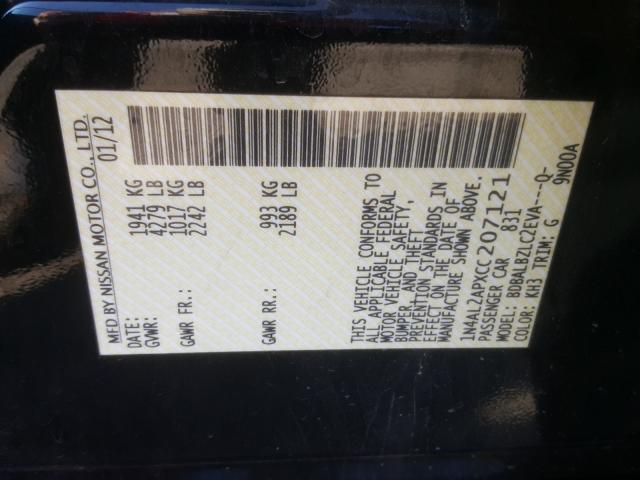 MFD BY NISSAN MOTOR CO., LTD.
DATE: 01/12
GVWR: 1941 KG
4279 LB
GAWR FR.: 1017 KG
2242 LB
GAWR RR.: 993 KG
2189 LB
THIS VEHICLE CONFORMS TO
ALL APPLICABLE FEDERAL
MOTOR VEHICLE SAFETY,
BUMPER, AND THEFT
PREVENTION STANDARDS IN
EFFECT ON THE DATE OF
MANUFACTURE SHOWN ABOVE.
1N4AL2APXCC207121
PASSENGER CAR 831
MODEL: BDBALBZLC2EVA---Q-
COLOR: KH3 TRIM: G 9N00A